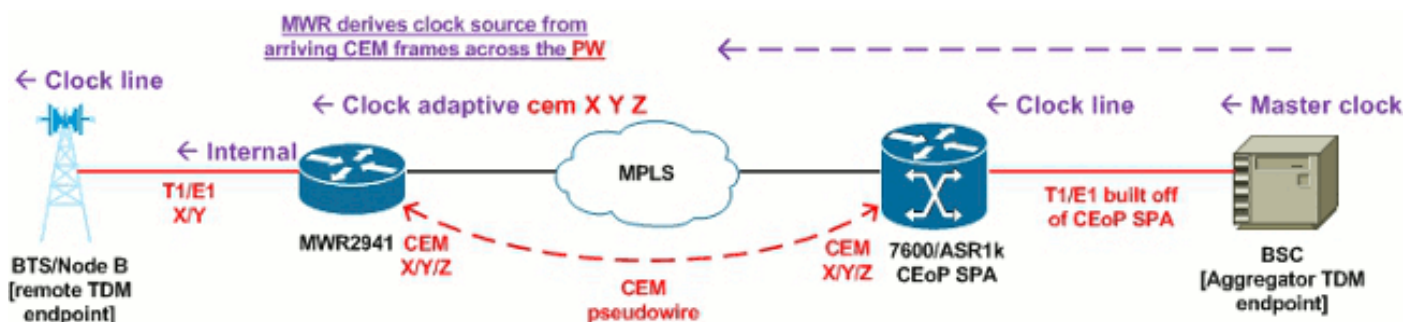 MWR derives clock source from
arriving CEM frames across the PW
← Clock line
← Clock adaptive cem X Y Z
← Clock line
← Master clock
← Internal
T1/E1
X/Y
MPLS
T1/E1 built off
of CEoP SPA
MWR2941
CEM
X/Y/Z
CEM
X/Y/Z
7600/ASR1k
CEoP SPA
BTS/Node B
[remote TDM
endpoint]
CEM
pseudowire
BSC
[Aggregator TDM
endpoint]